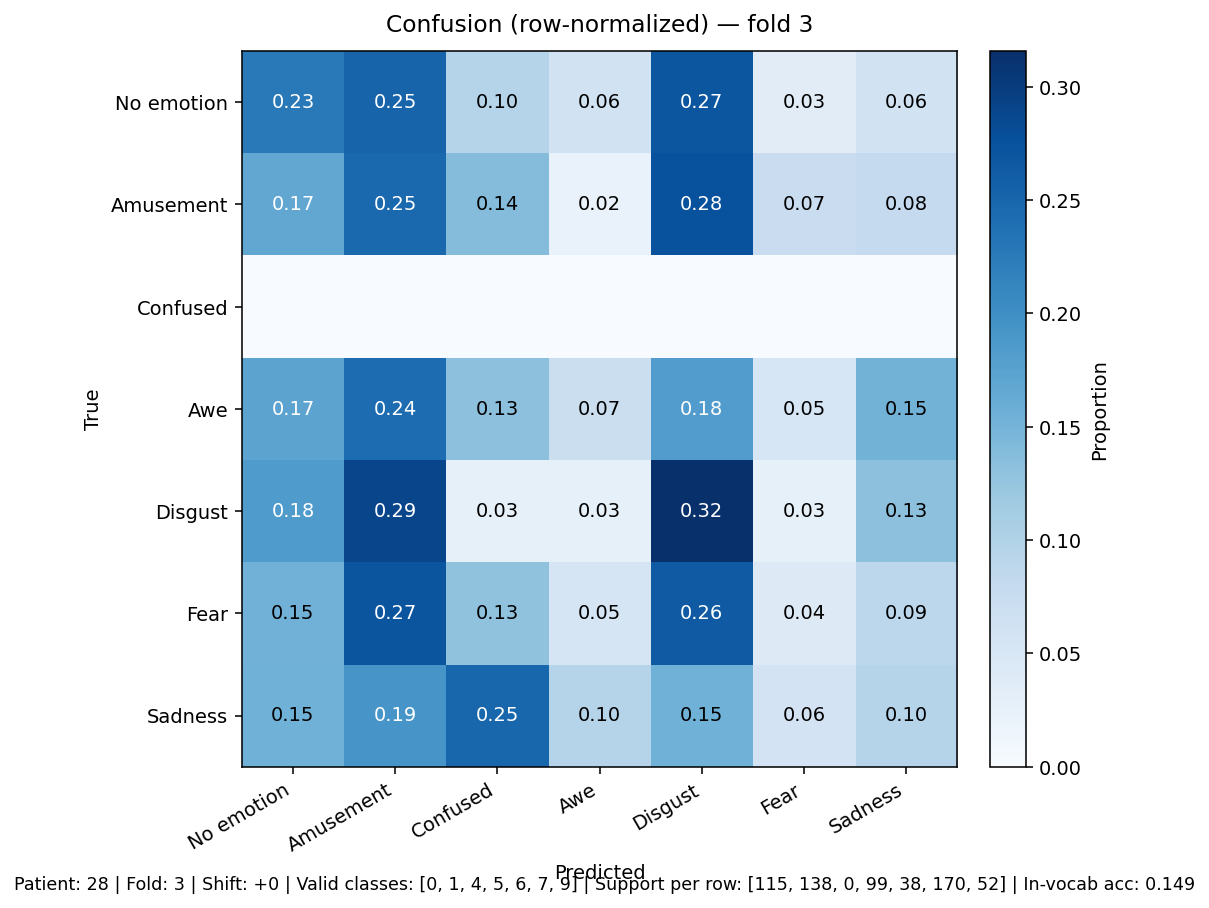 Confusion (row-normalized) — fold 3
No emotion 0.23 0.25 0.10 0.06 0.27 0.03 0.06
Amusement 0.17 0.25 0.14 0.02 0.28 0.07 0.08
Confused
Awe 0.17 0.24 0.13 0.07 0.18 0.05 0.15
Disgust 0.18 0.29 0.03 0.03 0.32 0.03 0.13
Fear 0.15 0.27 0.13 0.05 0.26 0.04 0.09
Sadness 0.15 0.19 0.25 0.10 0.15 0.06 0.10
True
No emotion Amusement Confused Awe Disgust Fear Sadness
Predicted
0.30
0.25
0.20
0.15
0.10
0.05
0.00
Proportion
Patient: 28 | Fold: 3 | Shift: +0 | Valid classes: [0, 1, 4, 5, 6, 7, 9] | Support per row: [115, 138, 0, 99, 38, 170, 52] | In-vocab acc: 0.149